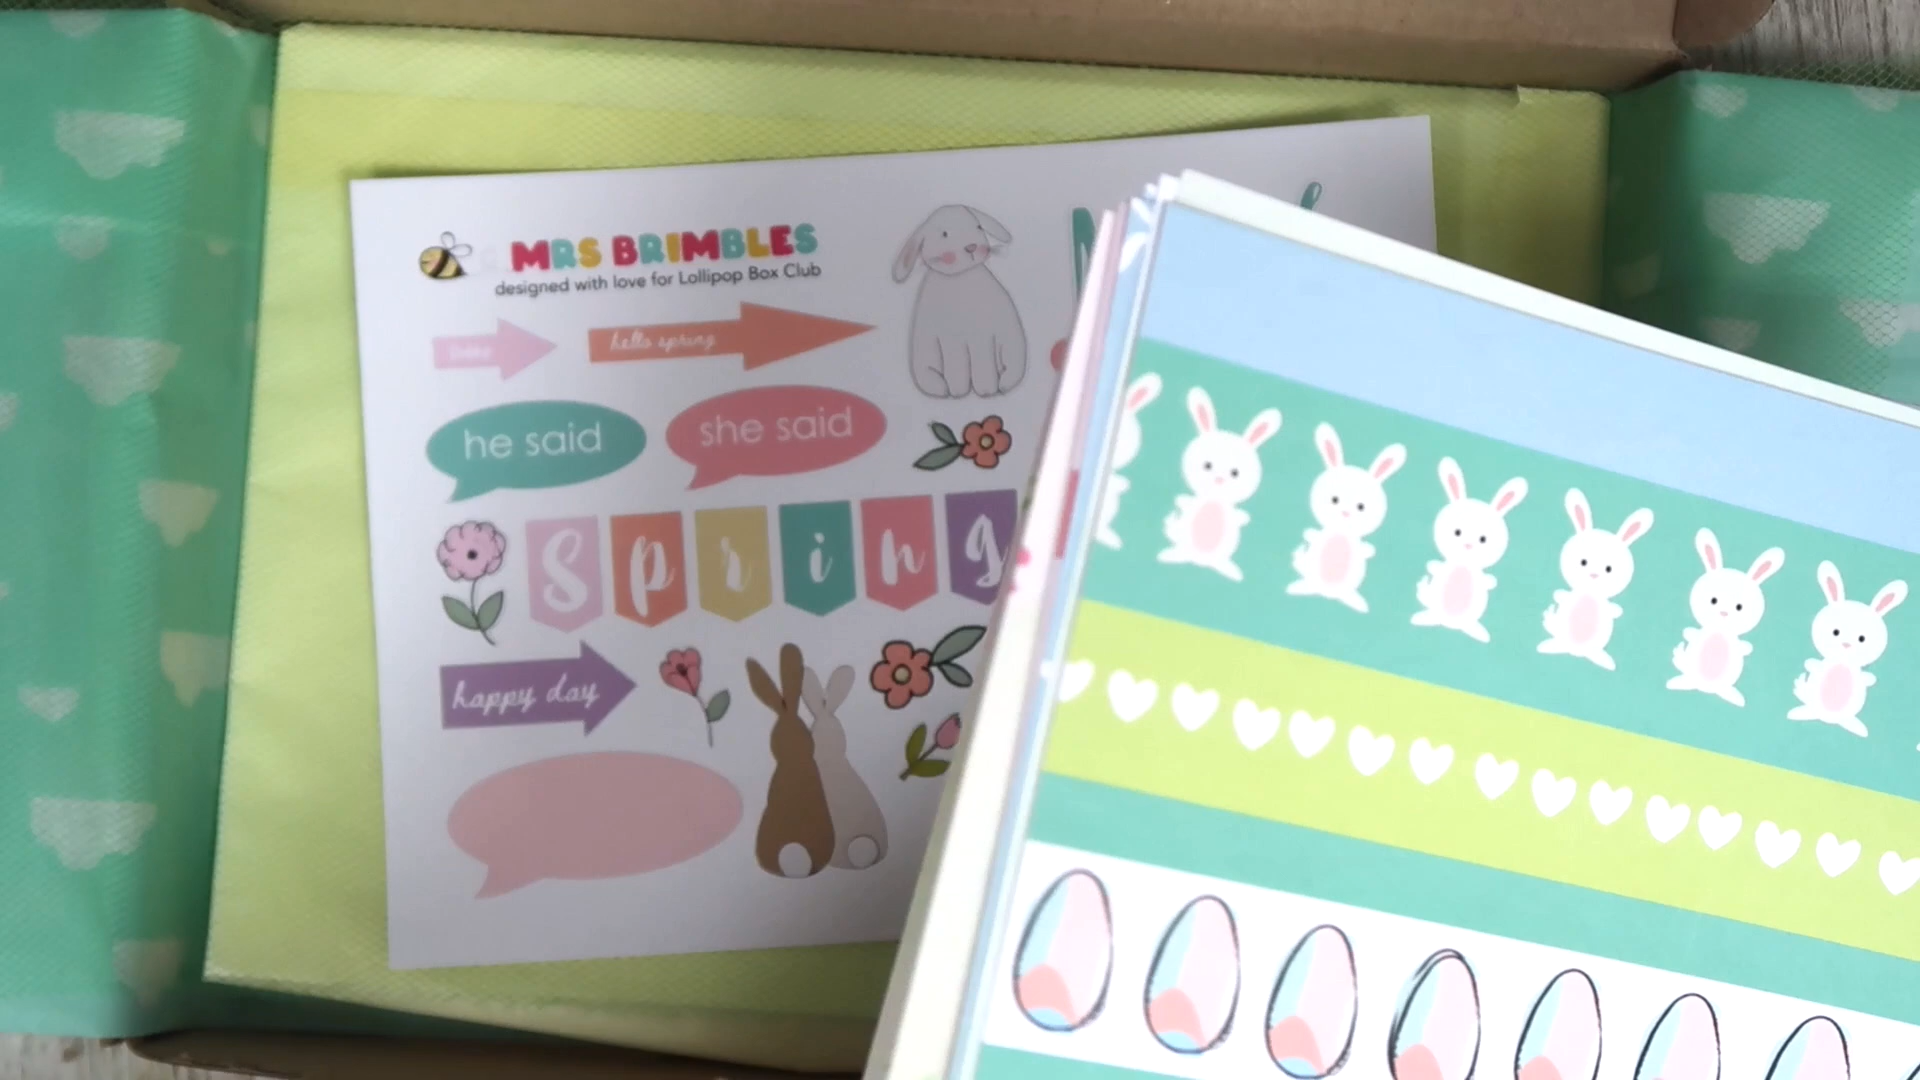 MRS BRIMBLES
designed with love for Lollipop Box Club
hello spring
he said
she said
Spring
happy day